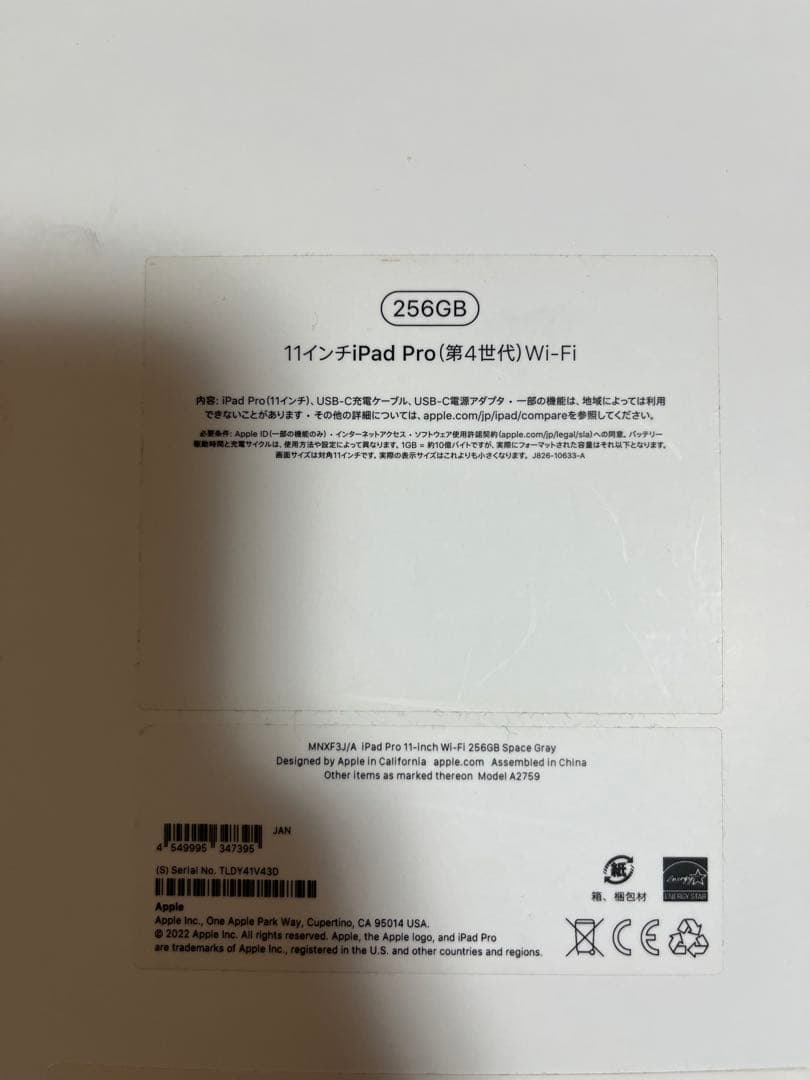 256GB
11インチiPad Pro(第4世代)Wi-Fi
内容: iPad Pro(11インチ)、USB-C充電ケーブル、USB-C電源アダプタ・一部の機能は、地域によっては利用
できないことがあります・その他の詳細については、apple.com/jp/ipad/compareを参照してください。
必要条件: Apple ID(一部の機能のみ)・インターネットアクセス・ソフトウェア使用許諾契約(apple.com/jp/legal/sla)への同意。バッテリー
駆動時間と充電サイクルは、使用方法や設定によって異なります。1GB = 約10億バイトですが、実際にフォーマットされた容量はそれ以下となります。
画面サイズは対角11インチです。実際の表示サイズはこれよりも小さくなります。J826-10633-A
MNXF3J/A iPad Pro 11-inch Wi-Fi 256GB Space Gray
Designed by Apple in California apple.com Assembled in China
Other items as marked thereon Model A2759
JAN
4 549995 347395
(S) Serial No. TLDY41V43D
紙
箱、梱包材
energy
ENERGY STAR
Apple
Apple Inc., One Apple Park Way, Cupertino, CA 95014 USA.
© 2022 Apple Inc. All rights reserved. Apple, the Apple logo, and iPad Pro
are trademarks of Apple Inc., registered in the U.S. and other countries and regions.
CE